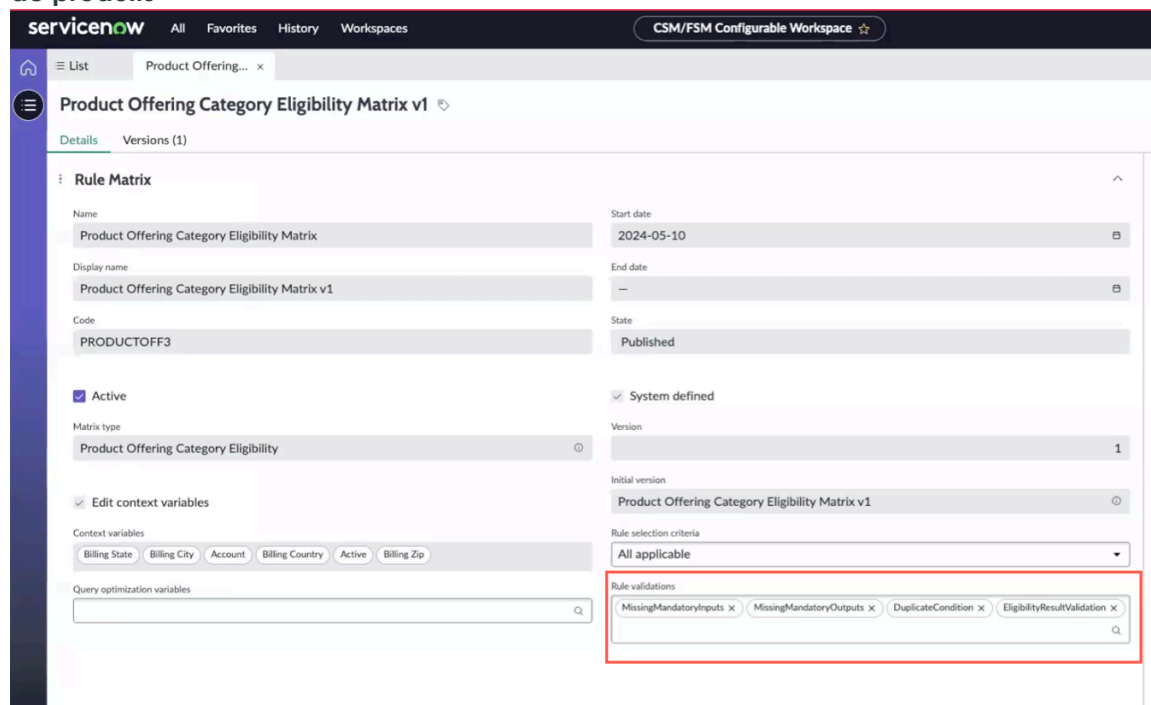 servicenow All Favorites History Workspaces CSM/FSM Configurable Workspace
List Product Offering... ×
Product Offering Category Eligibility Matrix v1
Details Versions (1)
Rule Matrix
Name Start date
Product Offering Category Eligibility Matrix 2024-05-10
Display name End date
Product Offering Category Eligibility Matrix v1 —
Code State
PRODUCTOFF3 Published
Active System defined
Matrix type Version
Product Offering Category Eligibility 1
Initial version
Edit context variables Product Offering Category Eligibility Matrix v1
Context variables Rule selection criteria
Billing State Billing City Account Billing Country Active Billing Zip All applicable
Query optimization variables Rule validations
MissingMandatoryInputs × MissingMandatoryOutputs × DuplicateCondition × EligibilityResultValidation ×